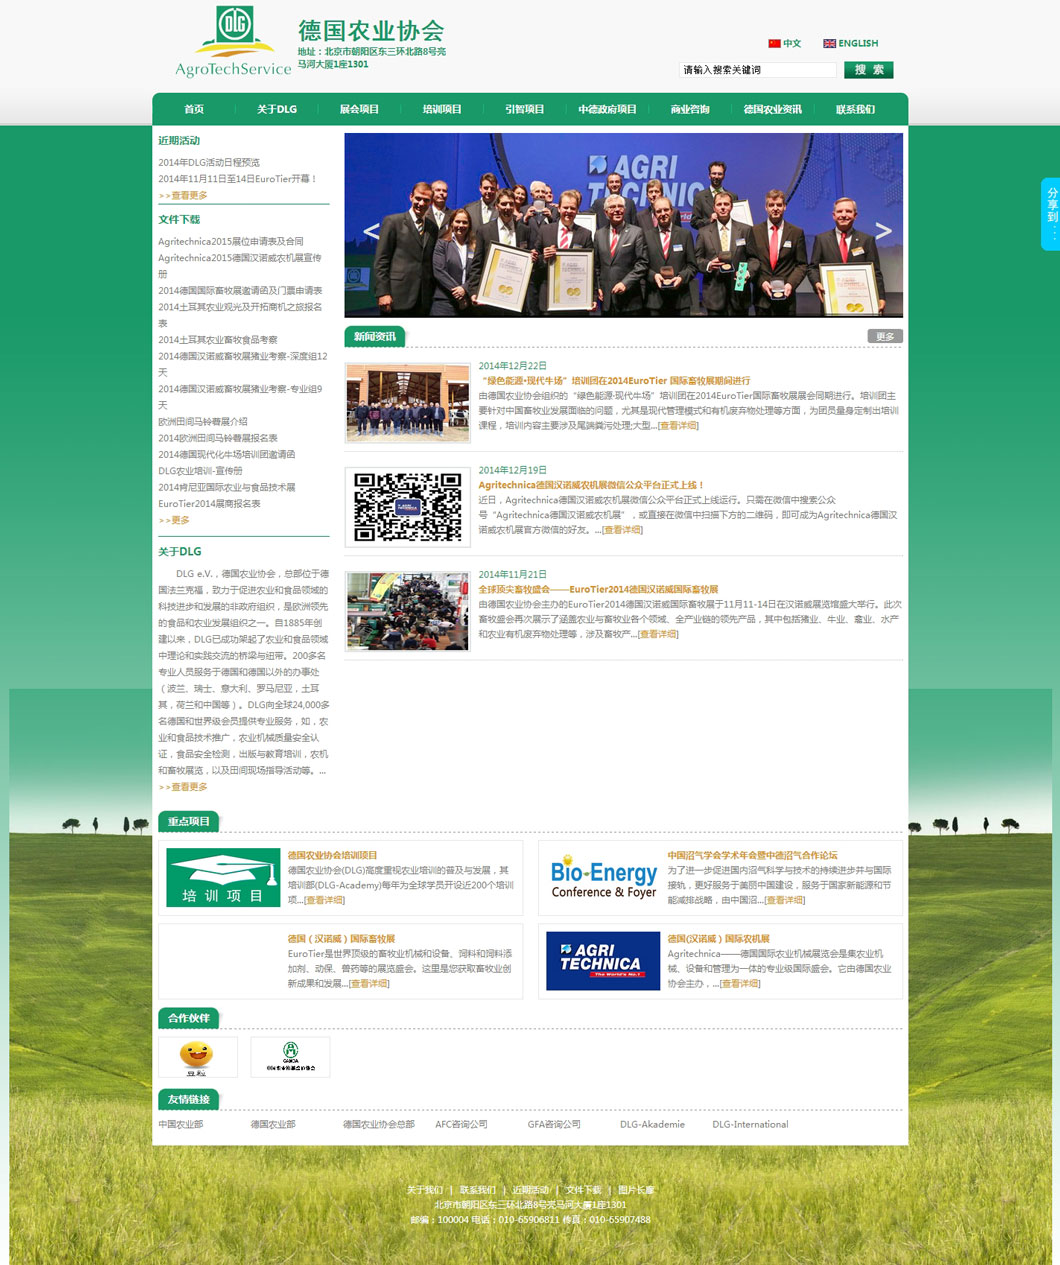 DLG
AgroTechService
德国农业协会
地址：北京市朝阳区东三环北路8号亮
马河大厦1座1301
中文
ENGLISH
请输入搜索关键词
搜 索
首页
关于DLG
展会项目
培训项目
引智项目
中德政府项目
商业咨询
德国农业资讯
联系我们
分享到：...
近期活动
2014年DLG活动日程预览
2014年11月11日至14日EuroTier开幕！
>>查看更多
文件下载
Agritechnica2015展位申请表及合同
Agritechnica2015德国汉诺威农机展宣传
册
2014德国国际畜牧展邀请函及门票申请表
2014土耳其农业观光及开拓商机之旅报名
表
2014土耳其农业畜牧食品考察
2014德国汉诺威畜牧展猪业考察-深度组12
天
2014德国汉诺威畜牧展猪业考察-专业组9
天
欧洲田间马铃薯展介绍
2014欧洲田间马铃薯展报名表
2014德国现代化牛场培训团邀请函
DLG农业培训-宣传册
2014肯尼亚国际农业与食品技术展
EuroTier2014展商报名表
>>更多
关于DLG
DLG e.V.，德国农业协会，总部位于德
国法兰克福，致力于促进农业和食品领域的
科技进步和发展的非政府组织，是欧洲领先
的食品和农业发展组织之一。自1885年创
建以来，DLG已成功架起了农业和食品领域
中理论和实践交流的桥梁与纽带。200多名
专业人员服务于德国和德国以外的办事处
（波兰、瑞士、意大利、罗马尼亚，土耳
其，荷兰和中国等）。DLG向全球24,000多
名德国和世界级会员提供专业服务，如，农
业和食品技术推广，农业机械质量安全认
证，食品安全检测，出版与教育培训，农机
和畜牧展览，以及田间现场指导活动等。...
>>查看更多
AGRI
TECHNICA
<
>
新闻资讯
更多
2014年12月22日
“绿色能源•现代牛场”培训团在2014EuroTier 国际畜牧展期间进行
由德国农业协会组织的“绿色能源·现代牛场”培训团在2014EuroTier国际畜牧展展会同期进行。培训团主
要针对中国畜牧业发展面临的问题，尤其是现代管理模式和有机废弃物处理等方面，为团员量身定制出培训
课程，培训内容主要涉及尾端粪污处理;大型...[查看详细]
2014年12月19日
Agritechnica德国汉诺威农机展微信公众平台正式上线！
近日，Agritechnica德国汉诺威农机展微信公众平台正式上线运行。只需在微信中搜索公众
号“Agritechnica德国汉诺威农机展”，或直接在微信中扫描下方的二维码，即可成为Agritechnica德国汉
诺威农机展官方微信的好友。...[查看详细]
2014年11月21日
全球顶尖畜牧盛会——EuroTier2014德国汉诺威国际畜牧展
由德国农业协会主办的EuroTier2014德国汉诺威国际畜牧展于11月11-14日在汉诺威展览馆盛大举行。此次
畜牧盛会再次展示了涵盖农业与畜牧业各个领域、全产业链的领先产品，其中包括猪业、牛业、禽业、水产
和农业有机废弃物处理等，涉及畜牧产...[查看详细]
重点项目
培 训 项 目
德国农业协会培训项目
德国农业协会(DLG)高度重视农业培训的普及与发展，其
培训部(DLG-Academy)每年为全球学员开设近200个培训
项...[查看详细]
Bio-Energy
Conference & Foyer
中国沼气学会学术年会暨中德沼气合作论坛
为了进一步促进国内沼气科学与技术的持续进步并与国际
接轨，更好服务于美丽中国建设，服务于国家新能源和节
能减排战略，由中国沼...[查看详细]
德国（汉诺威）国际畜牧展
EuroTier是世界顶级的畜牧业机械和设备、饲料和饲料添
加剂、动保、兽药等的展览盛会。这里是您获取畜牧业创
新成果和发展...[查看详细]
AGRI
TECHNICA
The World's No.1
德国(汉诺威）国际农机展
Agritechnica——德国国际农业机械展览会是集农业机
械、设备和管理为一体的专业级国际盛会。它由德国农业
协会主办，...[查看详细]
合作伙伴
友情链接
中国农业部
德国农业部
德国农业协会总部
AFC咨询公司
GFA咨询公司
DLG-Akademie
DLG-International
关于我们 | 联系我们 | 近期活动 | 文件下载 | 图片长廊
北京市朝阳区东三环北路8号亮马河大厦1座1301
邮编：100004 电话：010-65906811 传真：010-65907488